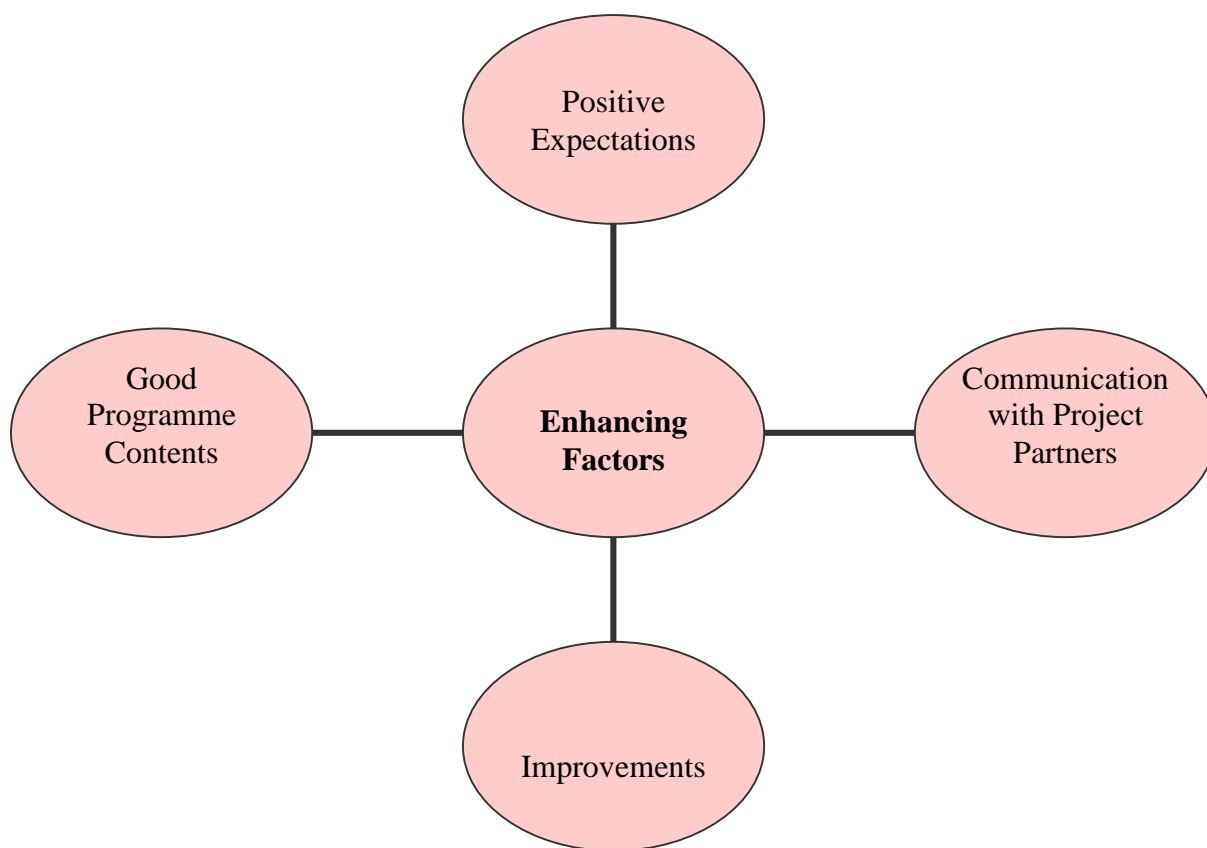 Positive
Expectations
Good
Programme
Contents
Enhancing
Factors
Communication
with Project
Partners
Improvements